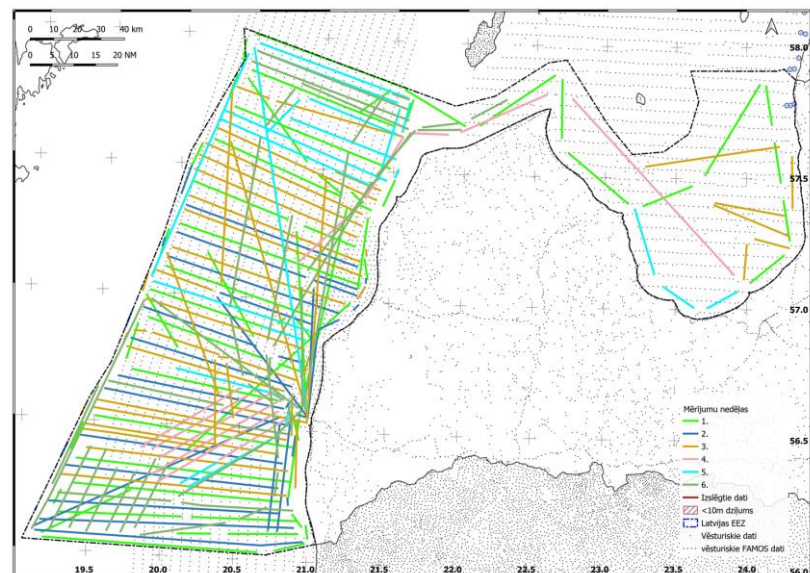 0 10 20 30 40 km
0 5 10 15 20 NM
58.0
57.5
57.0
56.5
56.0
Mērījumu nedēļas
1.
2.
3.
4.
5.
6.
Izslēgtie dati
<10m dziļums
Latvijas EEZ
Vēsturiskie dati
vēsturiskie FAMOS dati
19.5 20.0 20.5 21.0 21.5 22.0 22.5 23.0 23.5 24.0